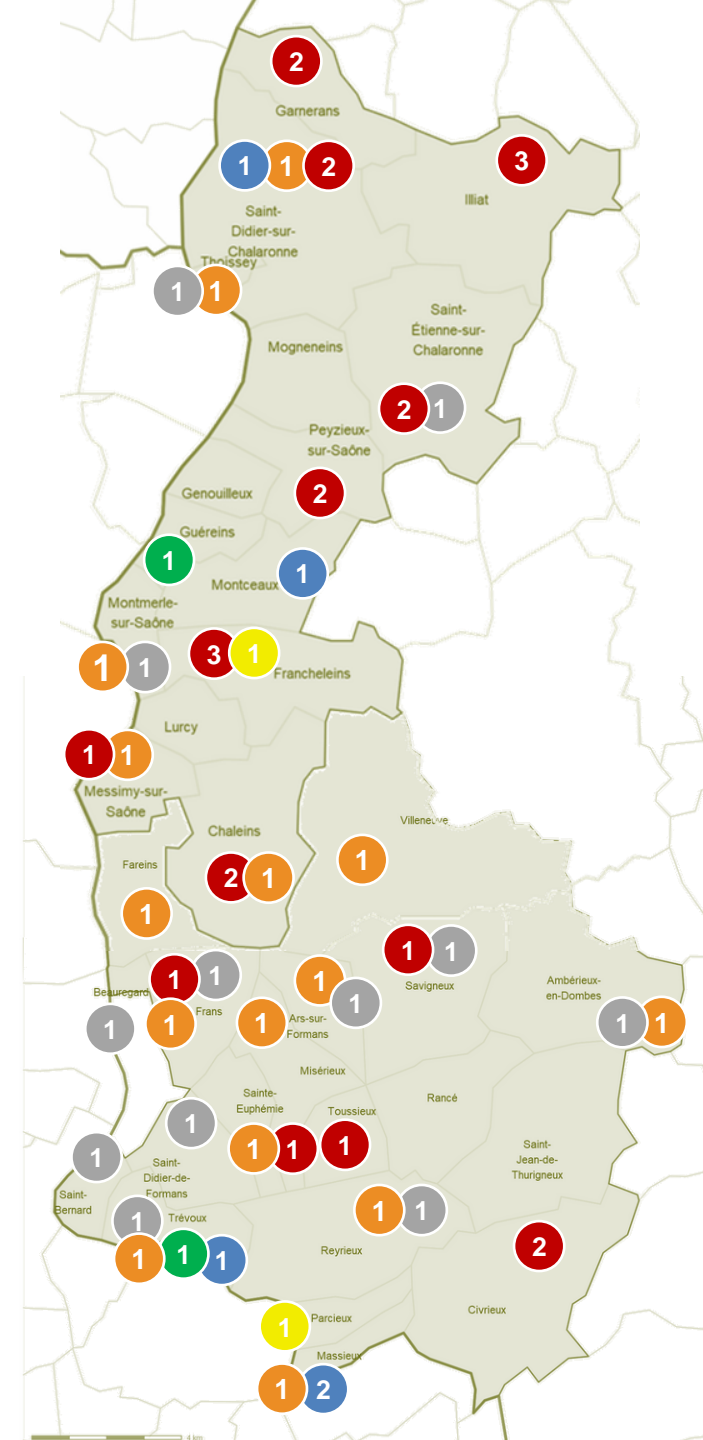 2
Garnerans
1 1 2
3
Illiat
Saint-
Didier-sur-
Chalaronne
Thoissey
1 1
Saint-
Étienne-sur-
Chalaronne
Mogneneins
2 1
Peyzieux-
sur-Saône
Genouilleux
2
Guéreins
1
Montceaux
1
Montmerle-
sur-Saône
1 1
3 1
Francheleins
Lurcy
1 1
Messimy-sur-
Saône
Chaleins
Villeneuve
Fareins
1
2 1
1
1 1
Savigneux
1 1
Beauregard
Frans
1
1
1
1
1
Ars-sur-
Formans
Ambérieux-
en-Dombes
1 1
Misérieux
Sainte-
Euphémie
Rancé
Toussieux
1
1 1
1
1
Saint-
Jean-de-
Thurigneux
Saint-
Didier-de-
Formans
Saint-
Bernard
1
Trévoux
1 1 1
1 1
Reyrieux
2
Civrieux
1
Parcieux
Massieux
1 2
4 km